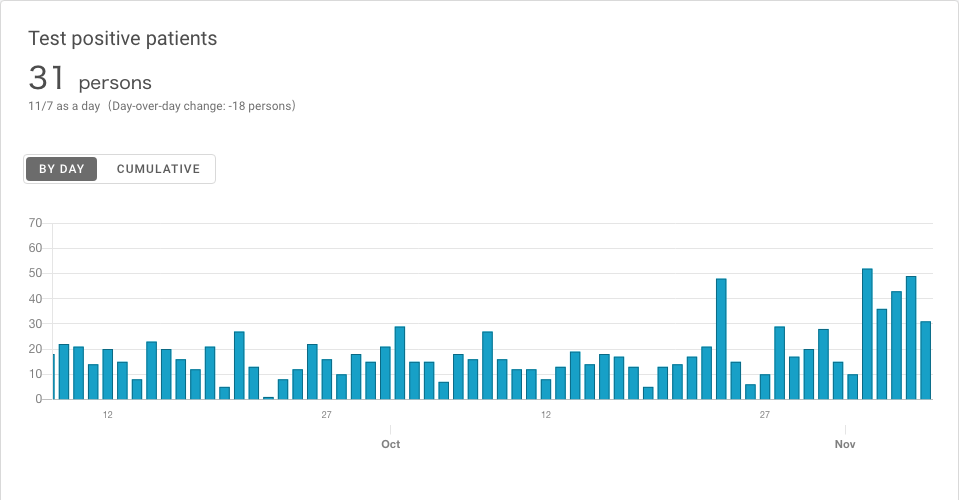 Test positive patients
31 persons
11/7 as a day（Day-over-day change: -18 persons）
BY DAY CUMULATIVE
70
60
50
40
30
20
10
0
12 27 12 27
Oct Nov